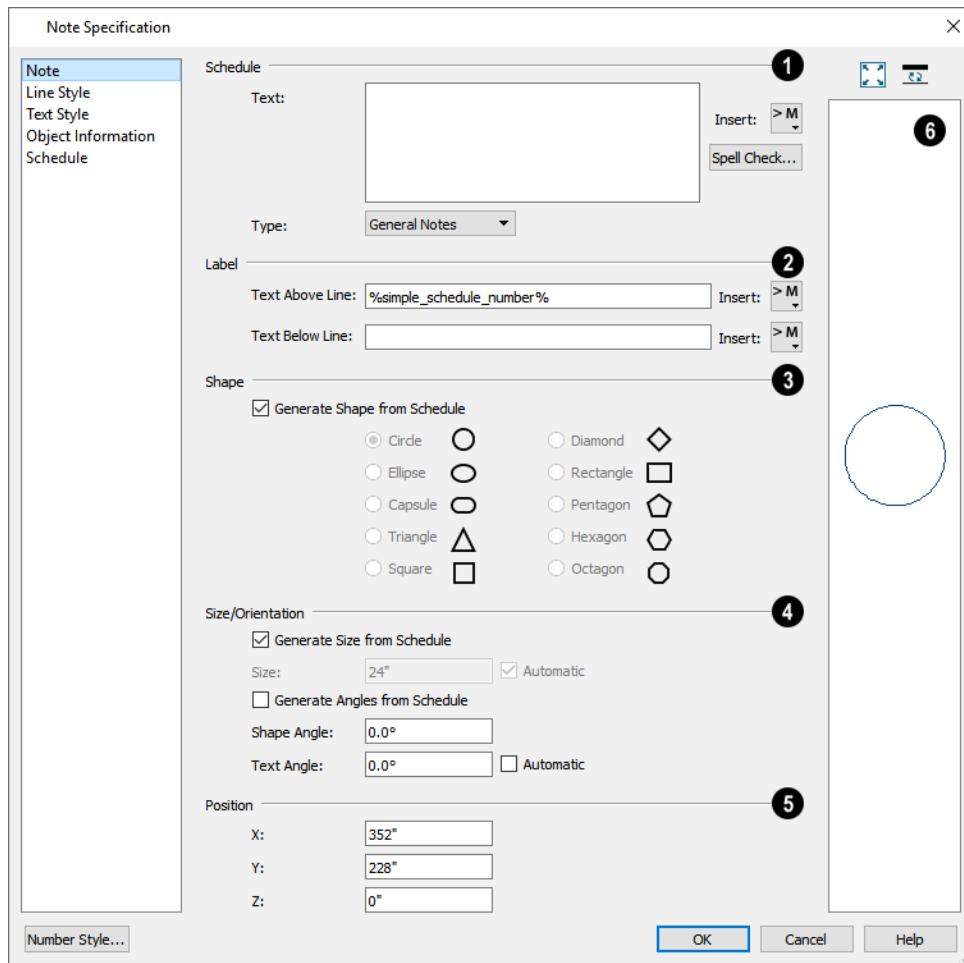 Note Specification
Note
Line Style
Text Style
Object Information
Schedule
Schedule
1
Text:
Insert:
> M
Spell Check...
Type:
General Notes
Label
2
Text Above Line:
%simple_schedule_number%
Insert:
> M
Text Below Line:
Insert:
> M
Shape
3
Generate Shape from Schedule
Circle
Diamond
Ellipse
Rectangle
Capsule
Pentagon
Triangle
Hexagon
Square
Octagon
Size/Orientation
4
Generate Size from Schedule
Size:
24"
Automatic
Generate Angles from Schedule
Shape Angle:
0.0°
Text Angle:
0.0°
Automatic
Position
5
X:
352"
Y:
228"
Z:
0"
6
Number Style...
OK
Cancel
Help